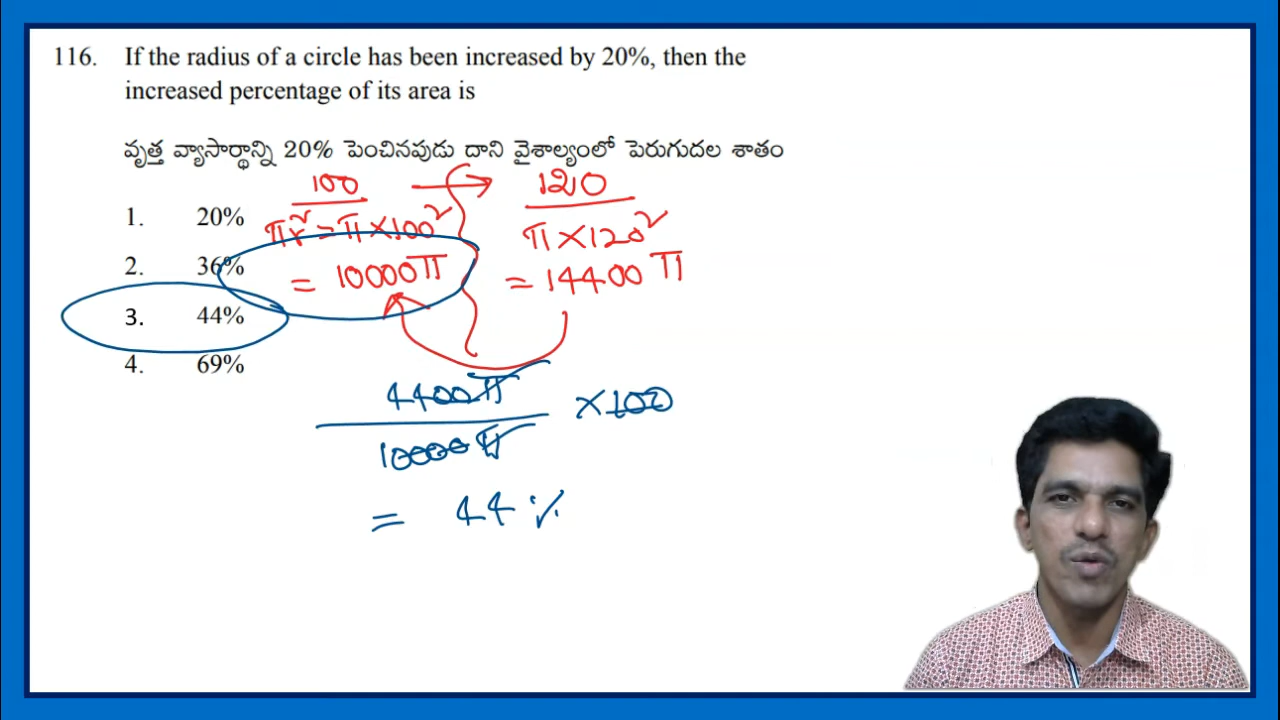 116. If the radius of a circle has been increased by 20%, then the
increased percentage of its area is
వృత్త వ్యాసార్థాన్ని 20% పెంచినపుడు దాని వైశాల్యంలో పెరుగుదల శాతం
100 → 120
1. 20%
πr² = π×100²
π×120²
2. 36%
= 10000π
= 14400π
3. 44%
4. 69%
4400π
×100
10000π
= 44%